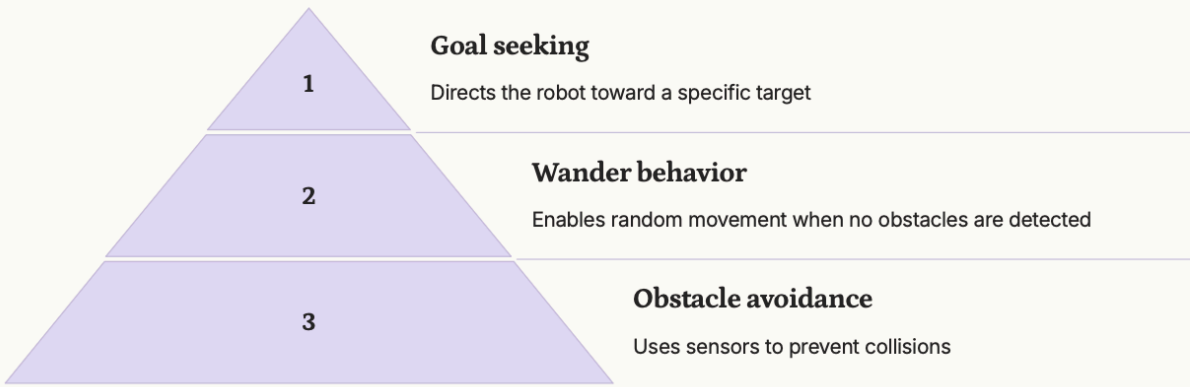 1
Goal seeking
Directs the robot toward a specific target
2
Wander behavior
Enables random movement when no obstacles are detected
3
Obstacle avoidance
Uses sensors to prevent collisions